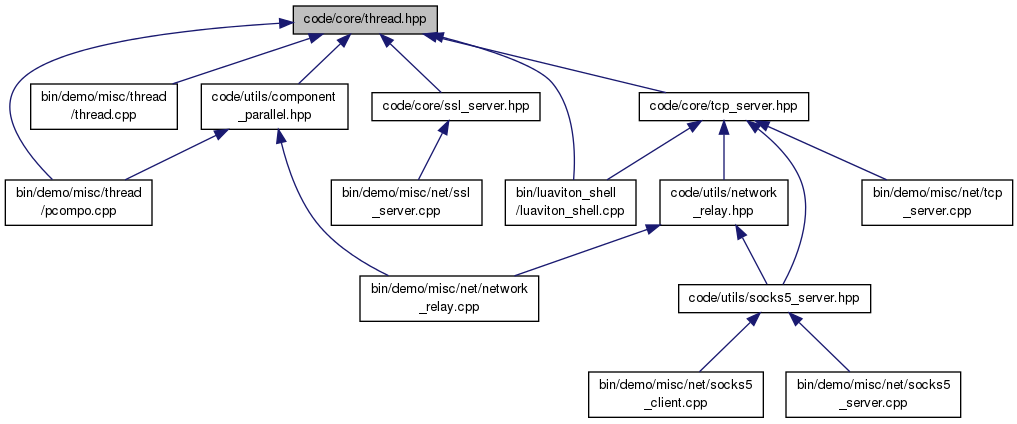 code/core/thread.hpp
bin/demo/misc/thread
/thread.cpp
code/utils/component
_parallel.hpp
code/core/ssl_server.hpp
code/core/tcp_server.hpp
bin/demo/misc/thread
/pcompo.cpp
bin/demo/misc/net/ssl
_server.cpp
bin/luaviton_shell
/luaviton_shell.cpp
code/utils/network
_relay.hpp
bin/demo/misc/net/tcp
_server.cpp
bin/demo/misc/net/network
_relay.cpp
code/utils/socks5_server.hpp
bin/demo/misc/net/socks5
_client.cpp
bin/demo/misc/net/socks5
_server.cpp